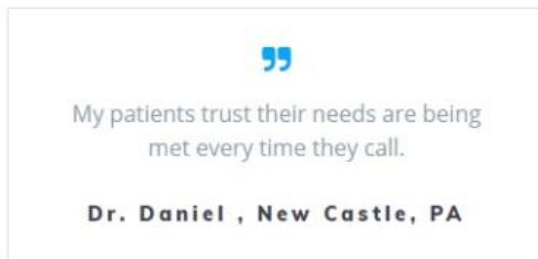 ”
My patients trust their needs are being
met every time they call.
Dr. Daniel , New Castle, PA